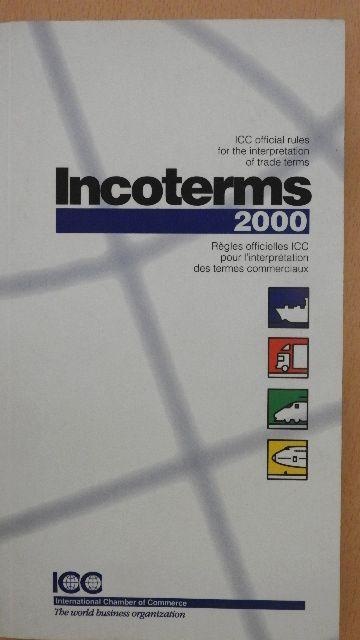 ICC official rules
for the interpretation
of trade terms
Incoterms
2000
Règles officielles ICC
pour l'interprétation
des termes commerciaux
ICC
International Chamber of Commerce
The world business organization